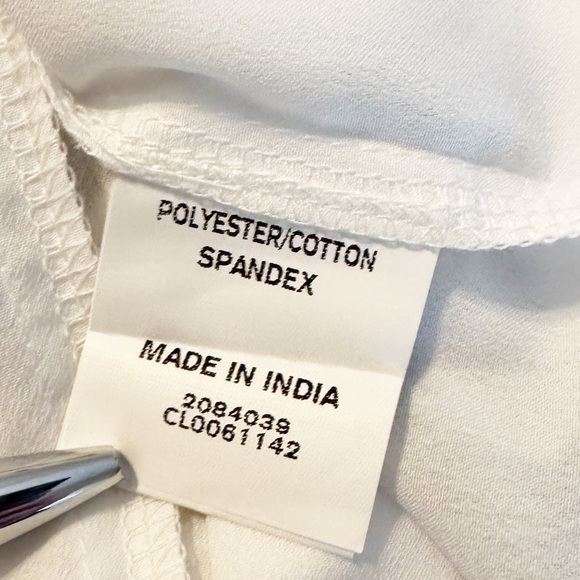 POLYESTER/COTTON
SPANDEX
MADE IN INDIA
2084039
CL0061142